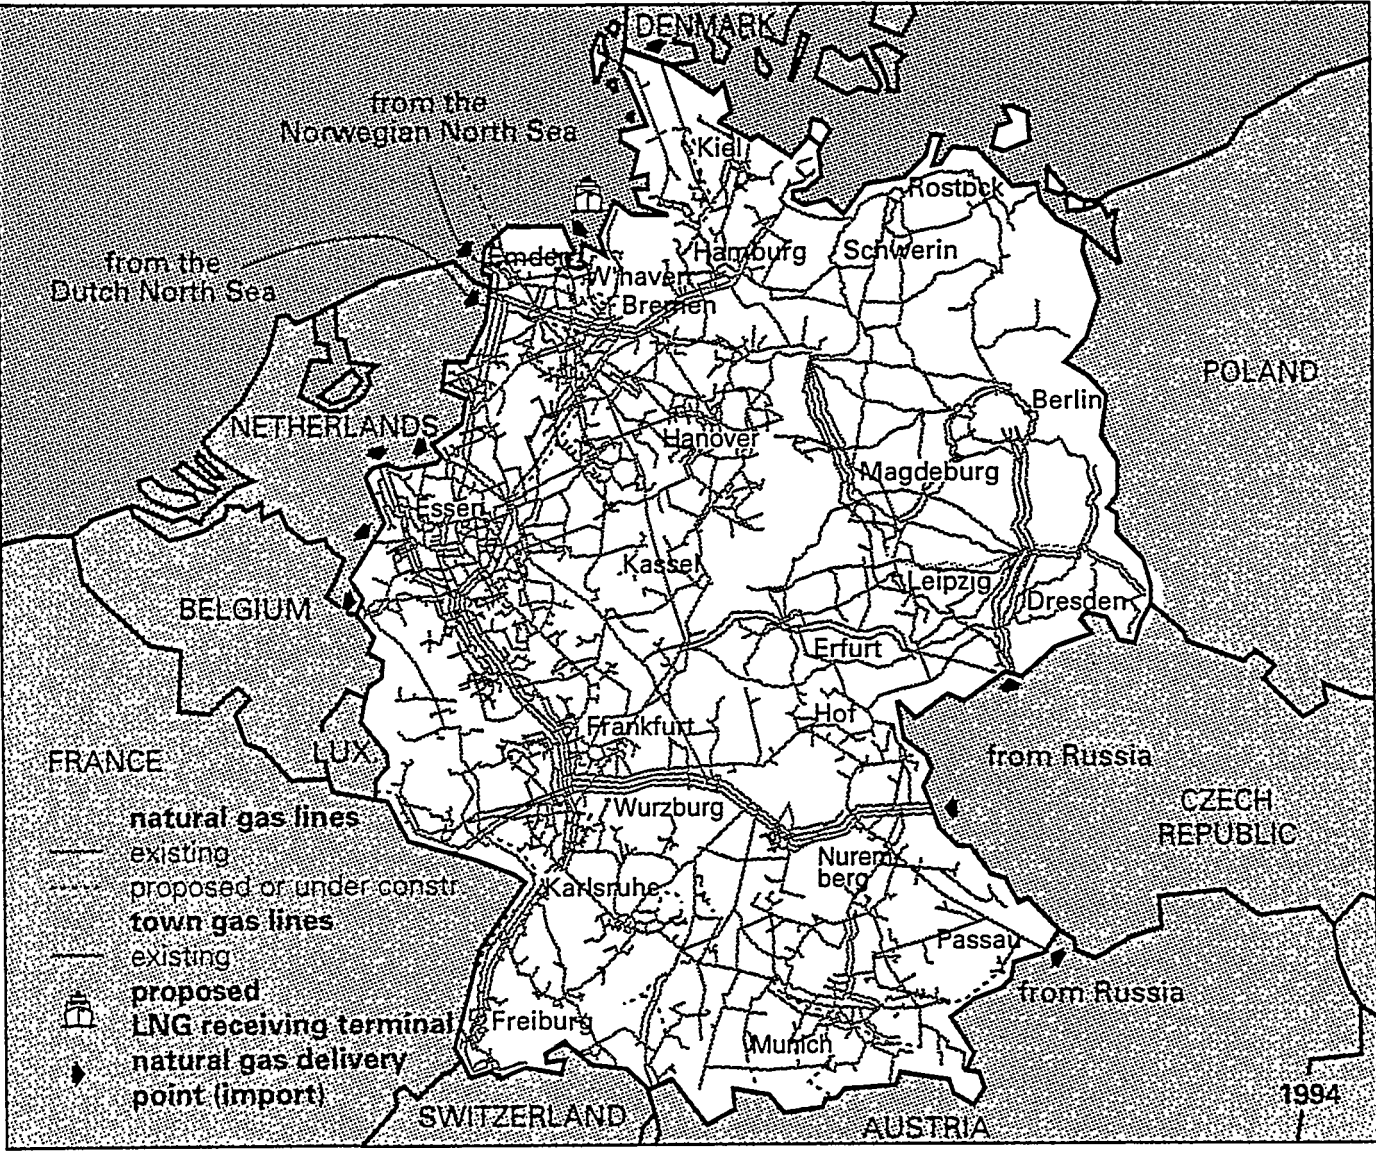 DENMARK
from the
Norwegian North Sea
Kiel
Rostock
Emden
W'haven
Hamburg
Schwerin
from the
Dutch North Sea
Bremen
POLAND
Berlin
NETHERLANDS
Hanover
Magdeburg
Essen
Kassel
Leipzig
BELGIUM
Dresden
Erfurt
Hof
Frankfurt
FRANCE
LUX.
from Russia
Wurzburg
CZECH
REPUBLIC
natural gas lines
existing
proposed or under constr.
town gas lines
existing
proposed
LNG receiving terminal
natural gas delivery
point (import)
Nurem
berg
Karlsruhe
Passau
from Russia
Freiburg
Munich
1994
SWITZERLAND
AUSTRIA